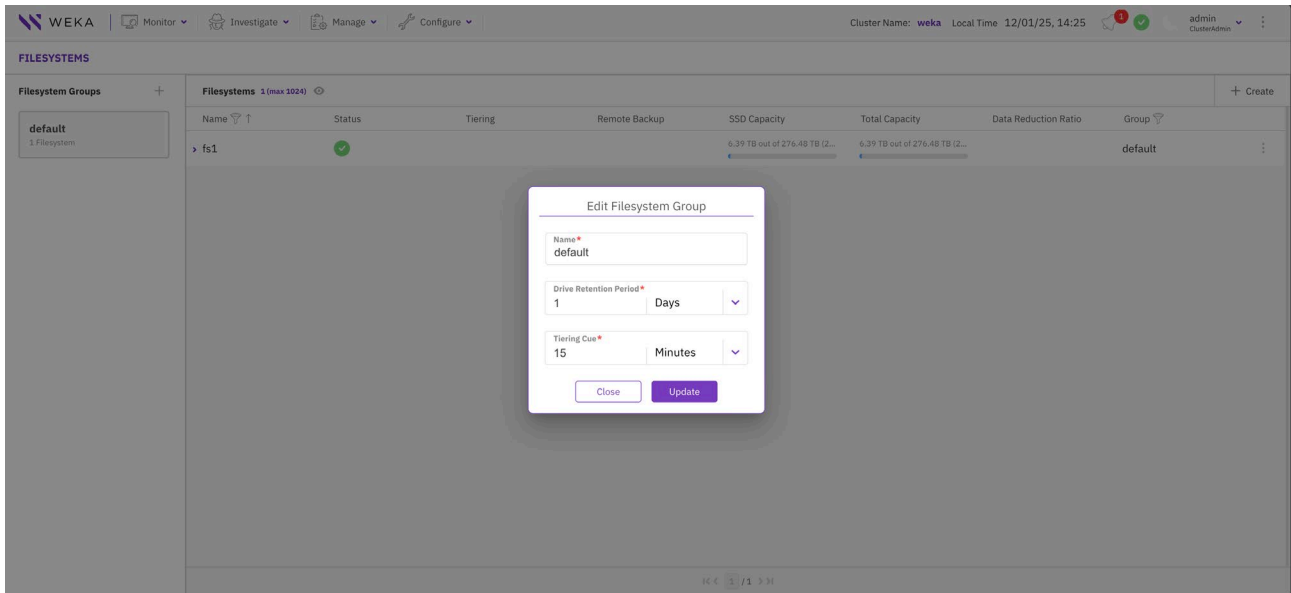 WEKA Monitor Investigate Manage Configure Cluster Name: weka Local Time 12/01/25, 14:25 1 admin
ClusterAdmin
FILESYSTEMS
Filesystem Groups
Filesystems 1 (max 1024) + Create
Name Status Tiering Remote Backup SSD Capacity Total Capacity Data Reduction Ratio Group
default
1 Filesystem
fs1 6.39 TB out of 276.48 TB (2... 6.39 TB out of 276.48 TB (2... default
Edit Filesystem Group
Name*
default
Drive Retention Period*
1 Days
Tiering Cue*
15 Minutes
Close Update
1 /1